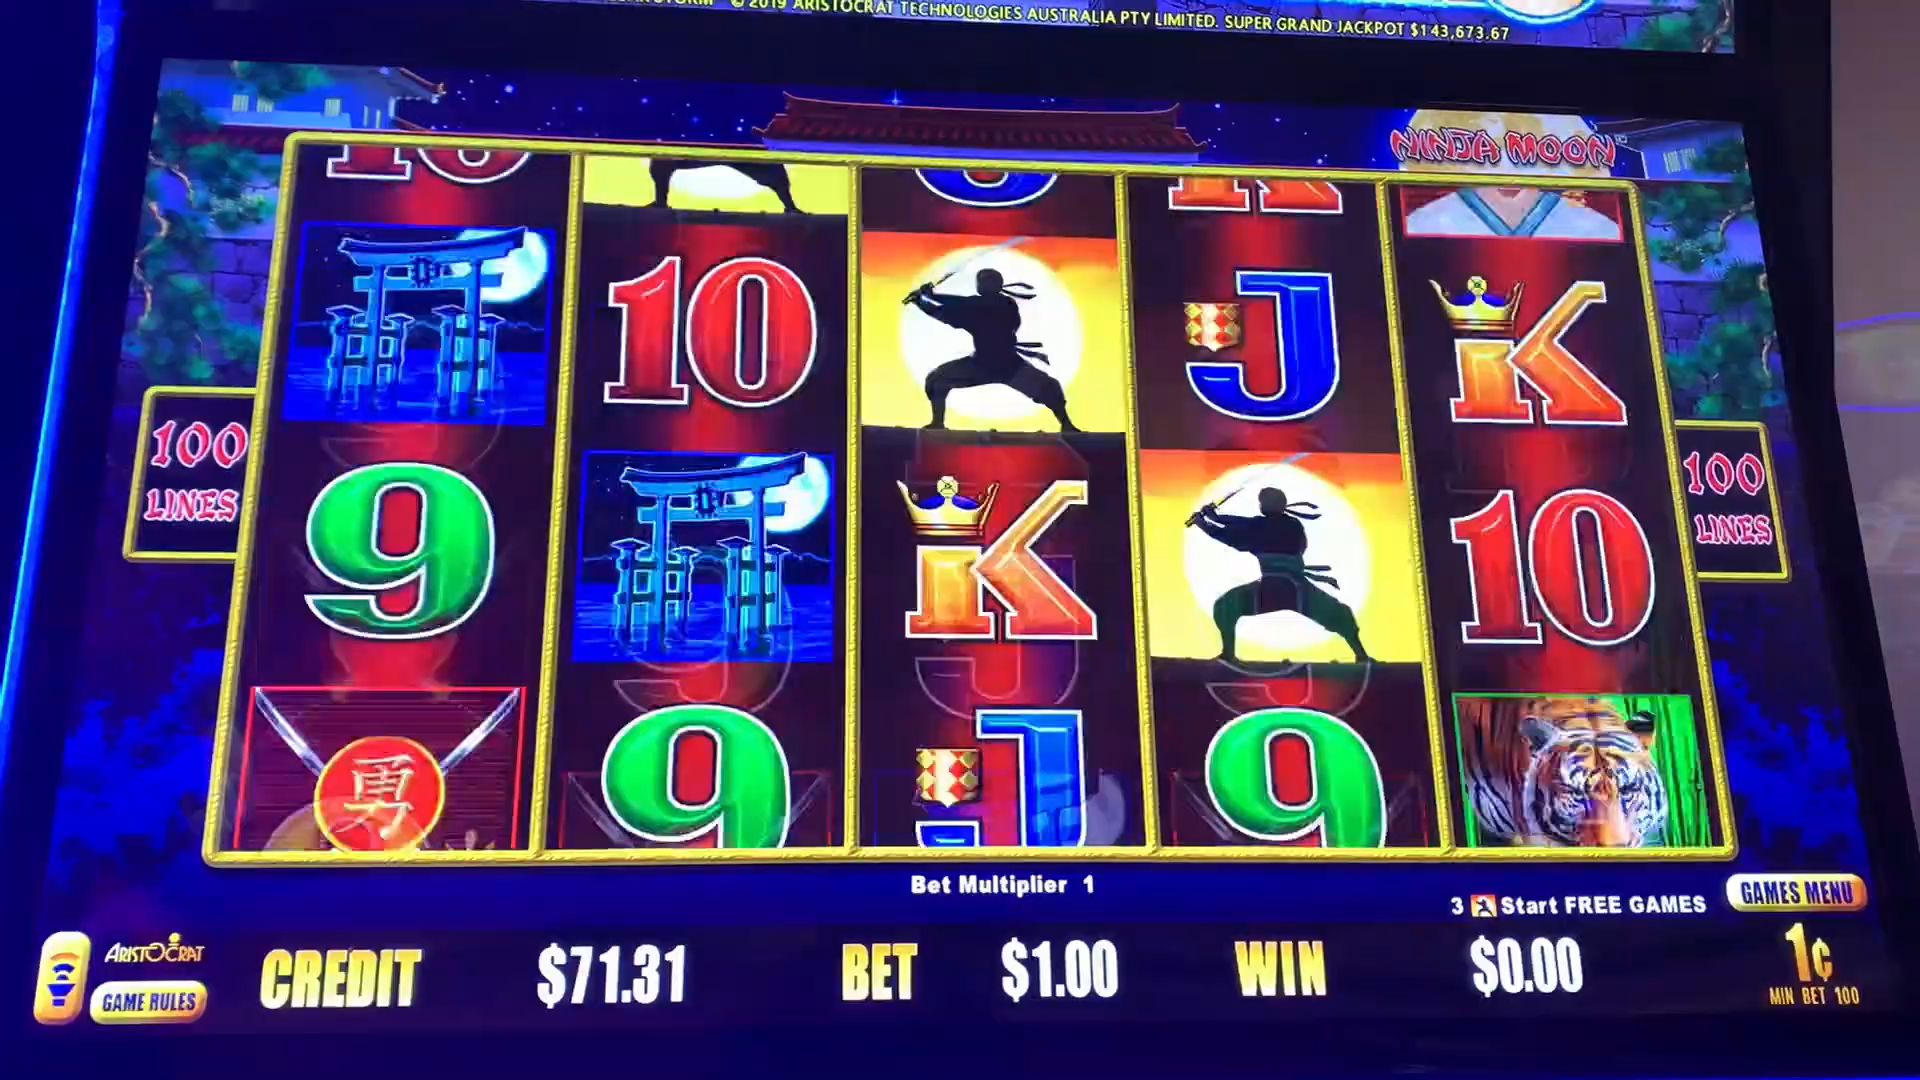 © 2019 ARISTOCRAT TECHNOLOGIES AUSTRALIA PTY LIMITED. SUPER GRAND JACKPOT $143,673.67
NINJA MOON™
10
K
10
J
K
100
LINES
9
K
10
100
LINES
勇
9
J
9
Bet Multiplier 1
3 Start FREE GAMES
GAMES MENU
ARISTOCRAT
GAME RULES
CREDIT $71.31 BET $1.00 WIN $0.00
1¢
MIN BET 100